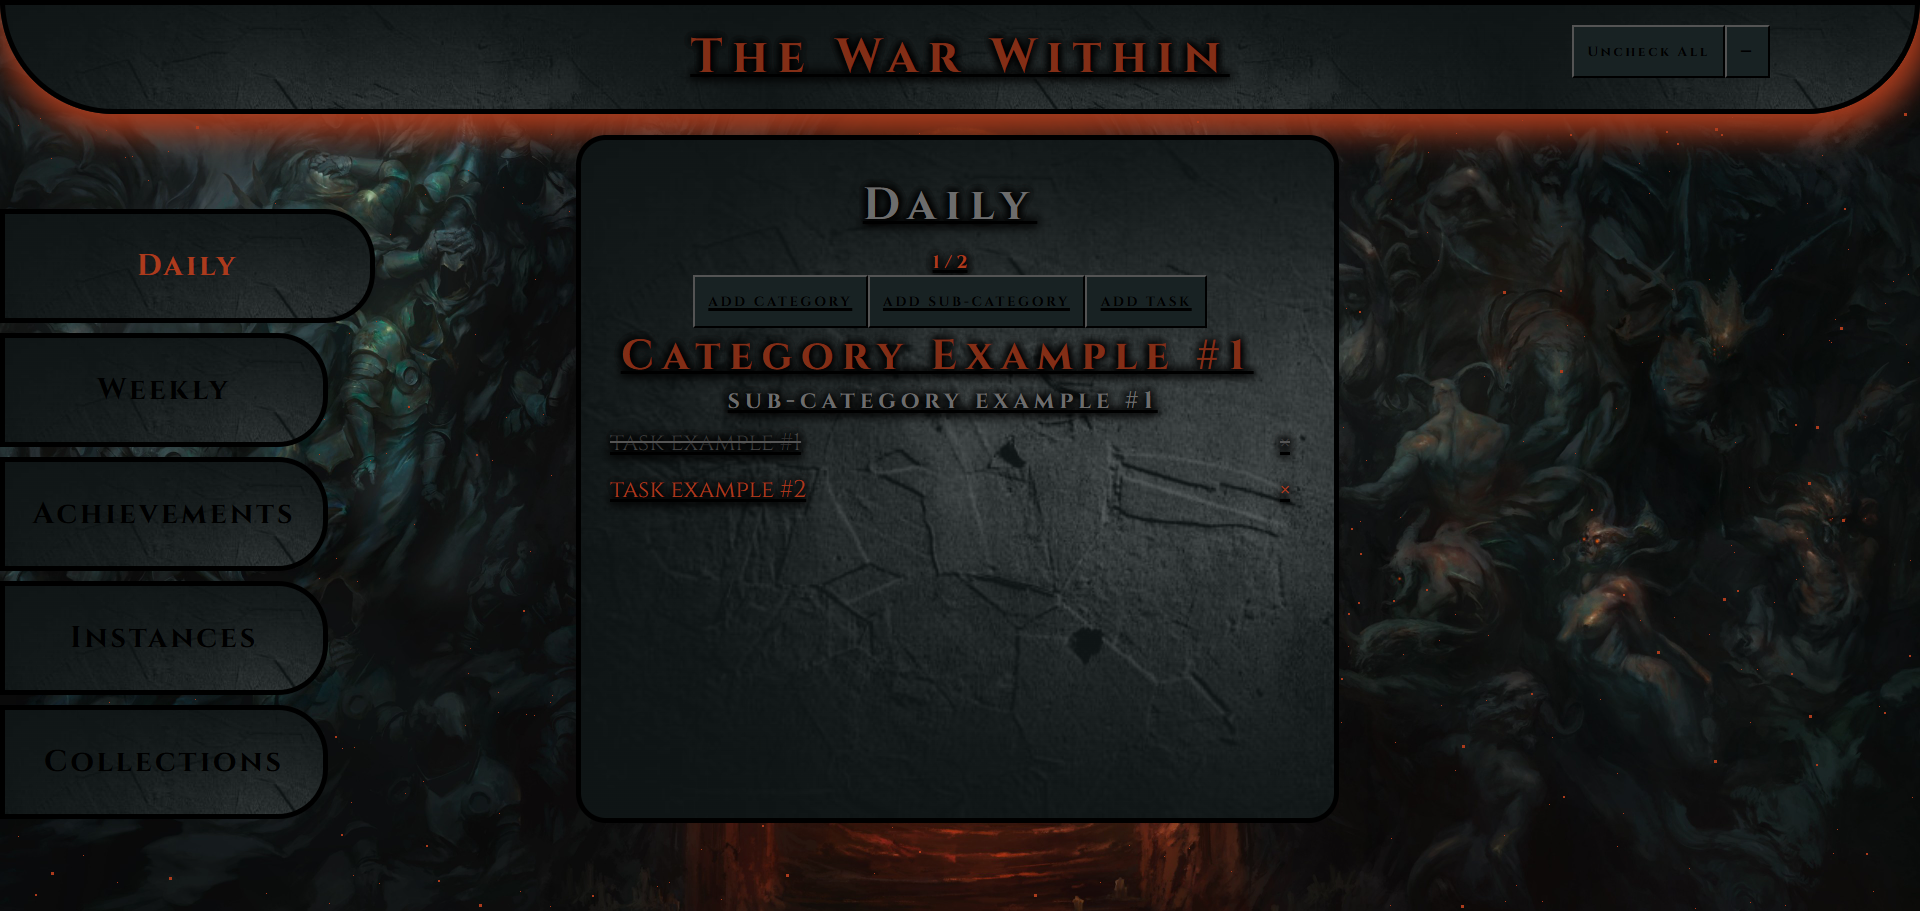 The War Within
Uncheck All
–
Daily
Weekly
Achievements
Instances
Collections
Daily
1/2
Add Category
Add Sub-Category
Add Task
Category Example #1
Sub-Category Example #1
Task Example #1
Task Example #2
×